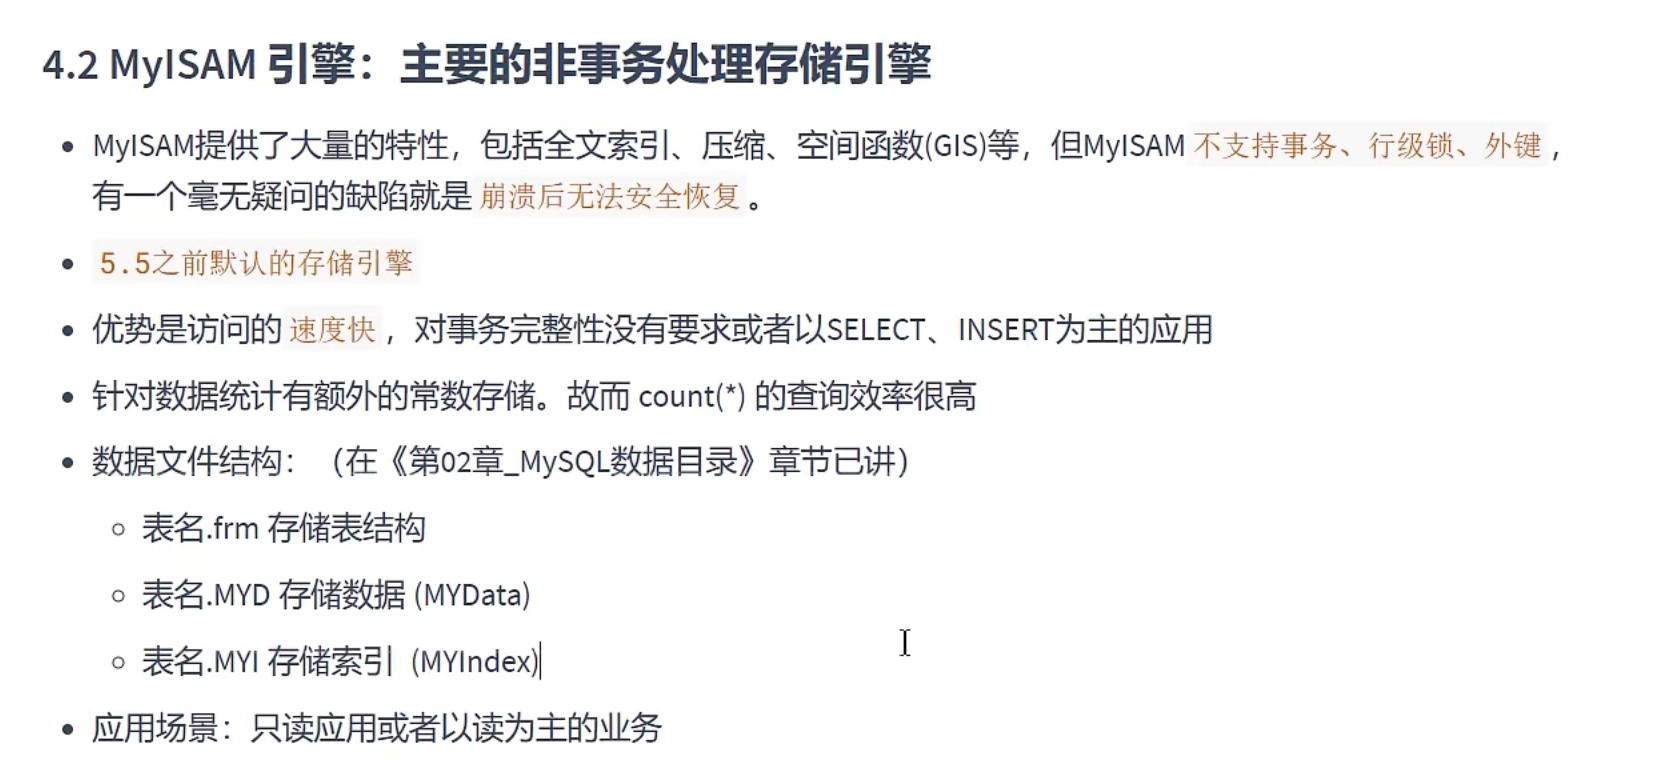 4.2 MyISAM 引擎：主要的非事务处理存储引擎
MyISAM提供了大量的特性，包括全文索引、压缩、空间函数(GIS)等，但MyISAM 不支持事务、行级锁、外键，
有一个毫无疑问的缺陷就是 崩溃后无法安全恢复 。
5.5之前默认的存储引擎
优势是访问的 速度快，对事务完整性没有要求或者以SELECT、INSERT为主的应用
针对数据统计有额外的常数存储。故而 count(*) 的查询效率很高
数据文件结构：（在《第02章_MySQL数据目录》章节已讲）
表名.frm 存储表结构
表名.MYD 存储数据 (MYData)
表名.MYI 存储索引 (MYIndex)
应用场景：只读应用或者以读为主的业务